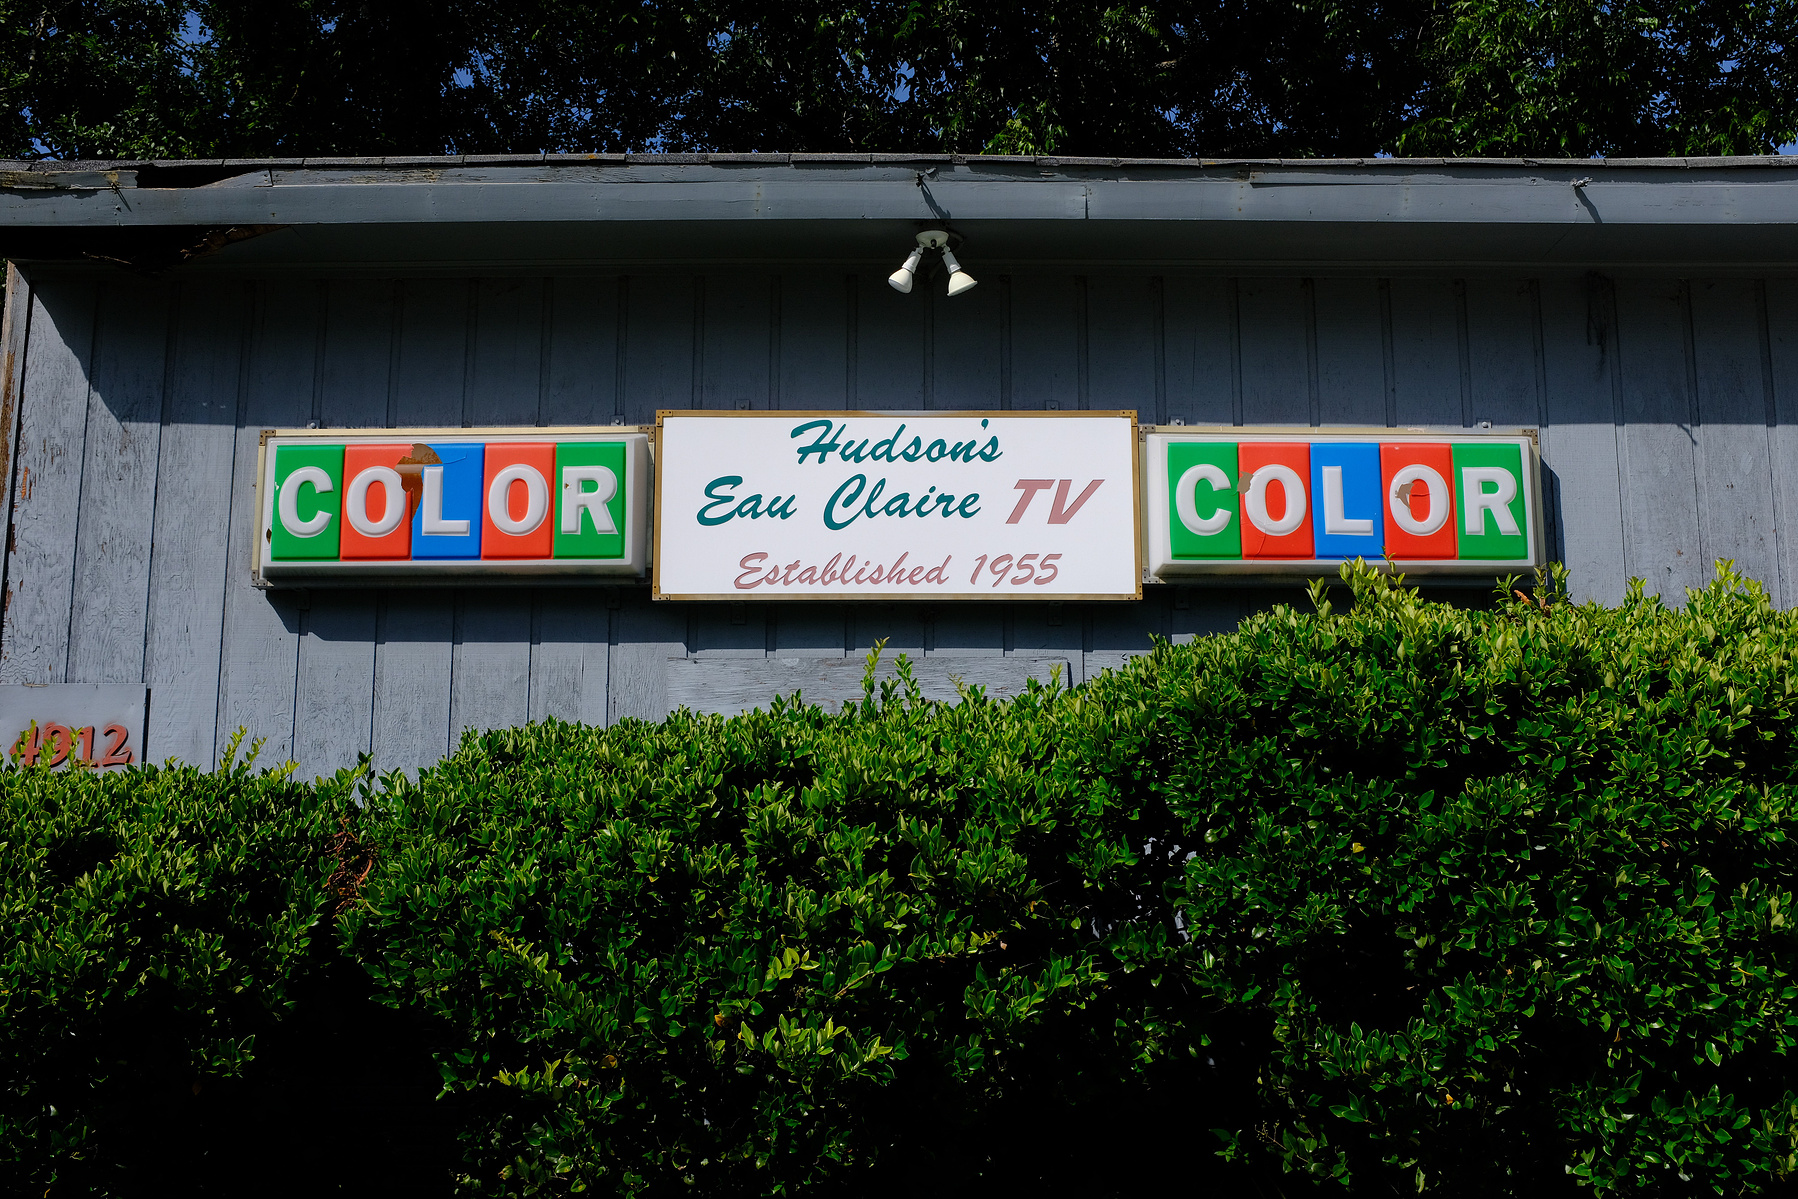 COLOR
Hudson's
Eau Claire TV
Established 1955
COLOR
4912